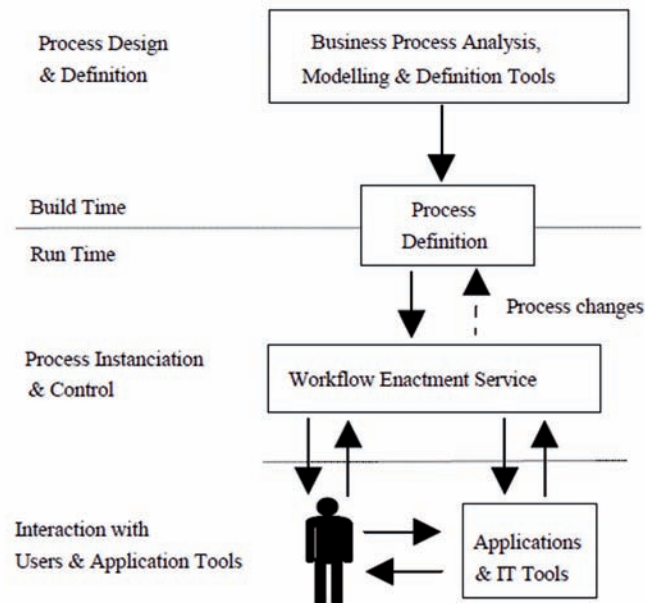 Process Design
& Definition
Business Process Analysis,
Modelling & Definition Tools
Build Time
Process
Definition
Run Time
Process changes
Process Instanciation
& Control
Workflow Enactment Service
Interaction with
Users & Application Tools
Applications
& IT Tools